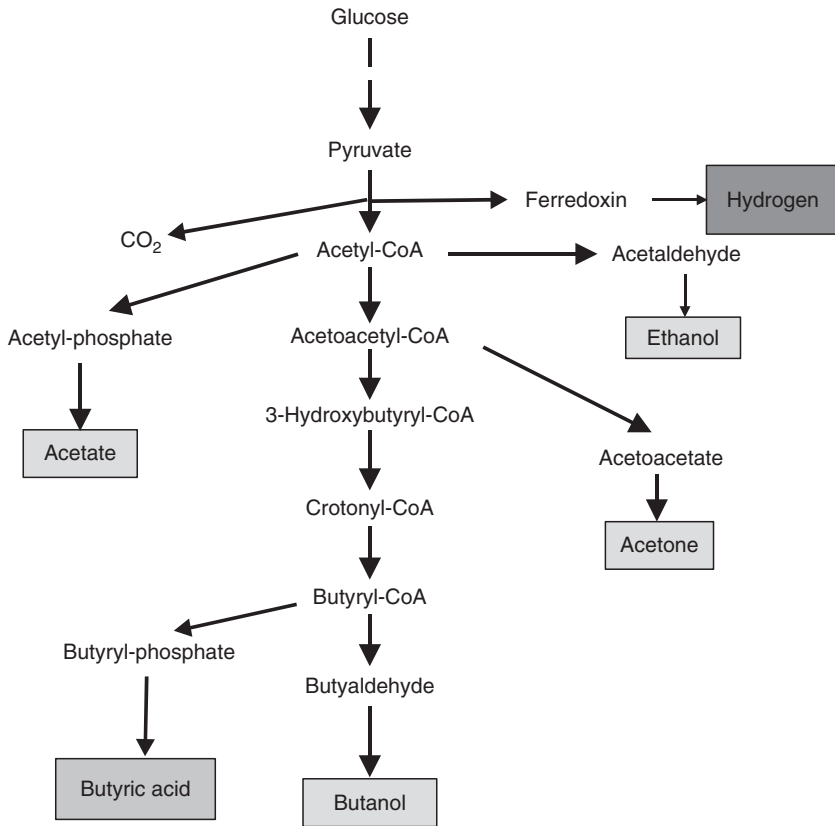 Glucose
Pyruvate
Ferredoxin
Hydrogen
CO₂
Acetyl-CoA
Acetaldehyde
Acetyl-phosphate
Acetoacetyl-CoA
Ethanol
3-Hydroxybutyryl-CoA
Acetate
Acetoacetate
Crotonyl-CoA
Acetone
Butyryl-CoA
Butyryl-phosphate
Butyaldehyde
Butyric acid
Butanol